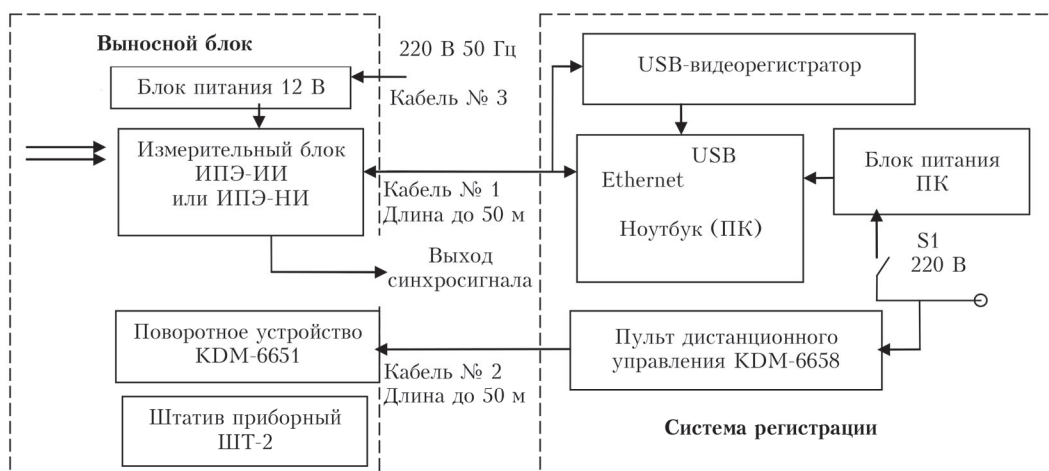 Выносной блок
220 В 50 Гц
Блок питания 12 В
Кабель № 3
Измерительный блок
ИПЭ-ИИ
или ИПЭ-НИ
Кабель № 1
Длина до 50 м
Выход
синхросигнала
Поворотное устройство
KDM-6651
Кабель № 2
Длина до 50 м
Штатив приборный
ШТ-2
USB-видеорегистратор
USB
Ethernet
Ноутбук (ПК)
Блок питания
ПК
S1
220 В
Пульт дистанционного
управления KDM-6658
Система регистрации